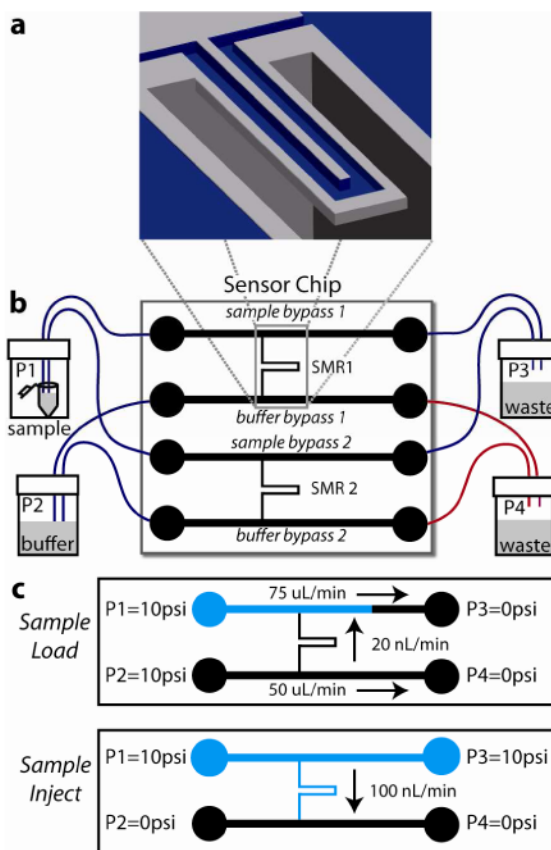 a
b
Sensor Chip
sample bypass 1
P1
sample
SMR1
P3
waste
buffer bypass 1
sample bypass 2
P2
buffer
SMR 2
P4
waste
buffer bypass 2
c
Sample
Load
P1=10psi
75 uL/min
P3=0psi
20 nL/min
P2=10psi
50 uL/min
P4=0psi
Sample
Inject
P1=10psi
P3=10psi
100 nL/min
P2=0psi
P4=0psi